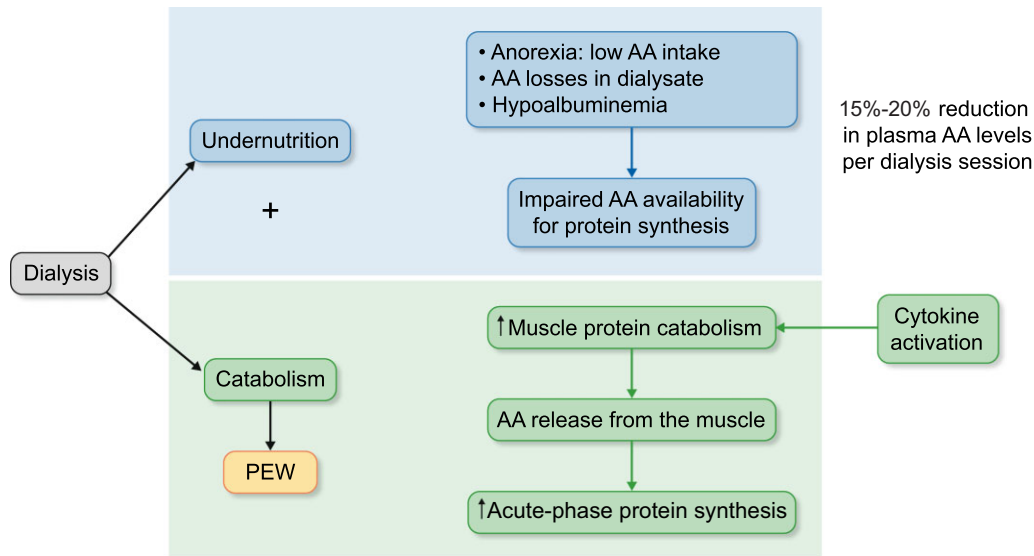 • Anorexia: low AA intake
• AA losses in dialysate
• Hypoalbuminemia
15%-20% reduction
in plasma AA levels
per dialysis session
Undernutrition
+
Impaired AA availability
for protein synthesis
Dialysis
↑Muscle protein catabolism
Cytokine
activation
Catabolism
AA release from the muscle
PEW
↑Acute-phase protein synthesis